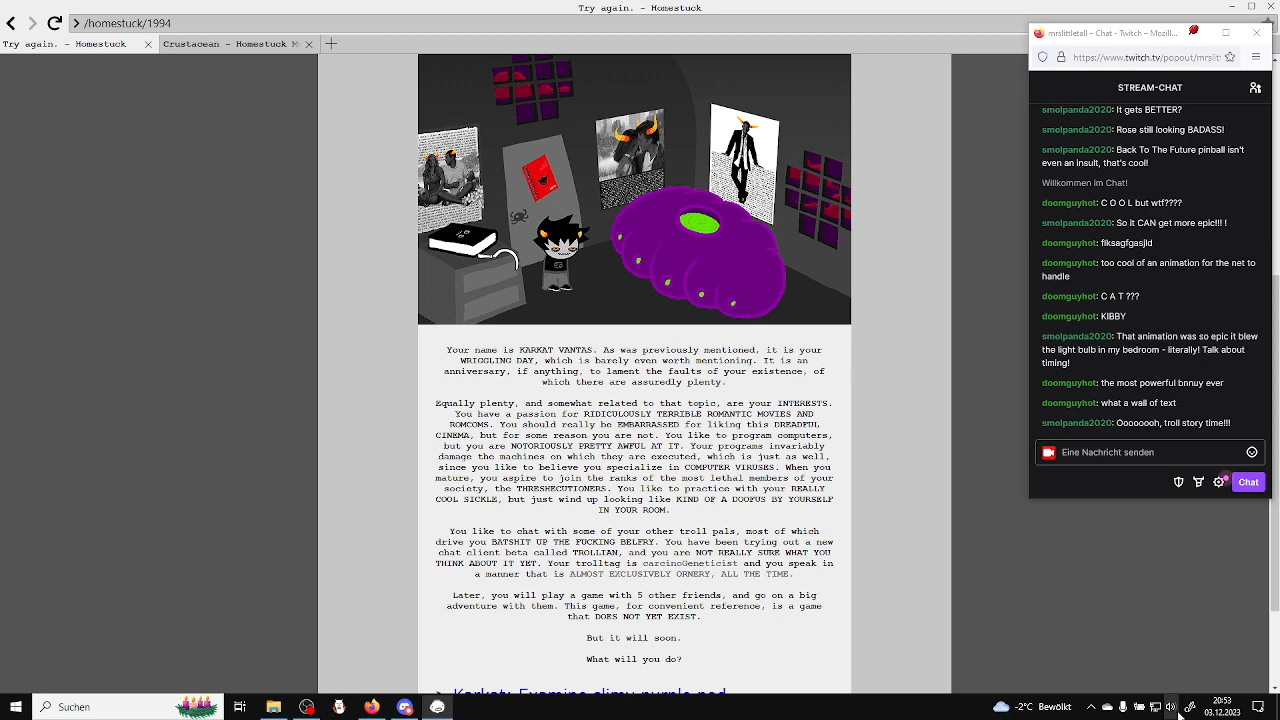 Try again. - Homestuck
/homestuck/1994
Try again. - Homestuck
Crustacean - Homestuck M
mrslittletall – Chat - Twitch – Mozill...
https://www.twitch.tv/popout/mrslit
STREAM-CHAT
smolpanda2020: It gets BETTER?
smolpanda2020: Rose still looking BADASS!
smolpanda2020: Back To The Future pinball isn't
even an insult, that's cool!
Willkommen im Chat!
doomguyhot: C O O L but wtf????
smolpanda2020: So it CAN get more epic!!! !
doomguyhot: fiksagfgasjid
doomguyhot: too cool of an animation for the net to
handle
doomguyhot: C A T ???
doomguyhot: KIBBY
smolpanda2020: That animation was so epic it blew
the light bulb in my bedroom - literally! Talk about
timing!
doomguyhot: the most powerful bnnuy ever
doomguyhot: what a wall of text
smolpanda2020: Oooooooh, troll story time!!!
Eine Nachricht senden
Chat
Your name is KARKAT VANTAS. As was previously mentioned, it is your
WRIGGLING DAY, which is barely even worth mentioning. It is an
anniversary, if anything, to lament the faults of your existence, of
which there are assuredly plenty.
Equally plenty, and somewhat related to that topic, are your INTERESTS.
You have a passion for RIDICULOUSLY TERRIBLE ROMANTIC MOVIES AND
ROMCOMS. You should really be EMBARRASSED for liking this DREADFUL
CINEMA, but for some reason you are not. You like to program computers,
but you are NOTORIOUSLY PRETTY AWFUL AT IT. Your programs invariably
damage the machines on which they are executed, which is just as well,
since you like to believe you specialize in COMPUTER VIRUSES. When you
mature, you aspire to join the ranks of the most lethal members of your
society, the THRESHECUTIONERS. You like to practice with your REALLY
COOL SICKLE, but just wind up looking like KIND OF A DOOFUS BY YOURSELF
IN YOUR ROOM.
You like to chat with some of your other troll pals, most of which
drive you BATSHIT UP THE FUCKING BELFRY. You have been trying out a new
chat client beta called TROLLIAN, and you are NOT REALLY SURE WHAT YOU
THINK ABOUT IT YET. Your trolltag is carcinoGeneticist and you speak in
a manner that is ALMOST EXCLUSIVELY ORNERY, ALL THE TIME.
Later, you will play a game with 5 other friends, and go on a big
adventure with them. This game, for convenient reference, is a game
that DOES NOT YET EXIST.
But it will soon.
What will you do?
> Karkat: Examine slimy purple pod
Suchen
-2°C Bewölkt
20:53
03.12.2023